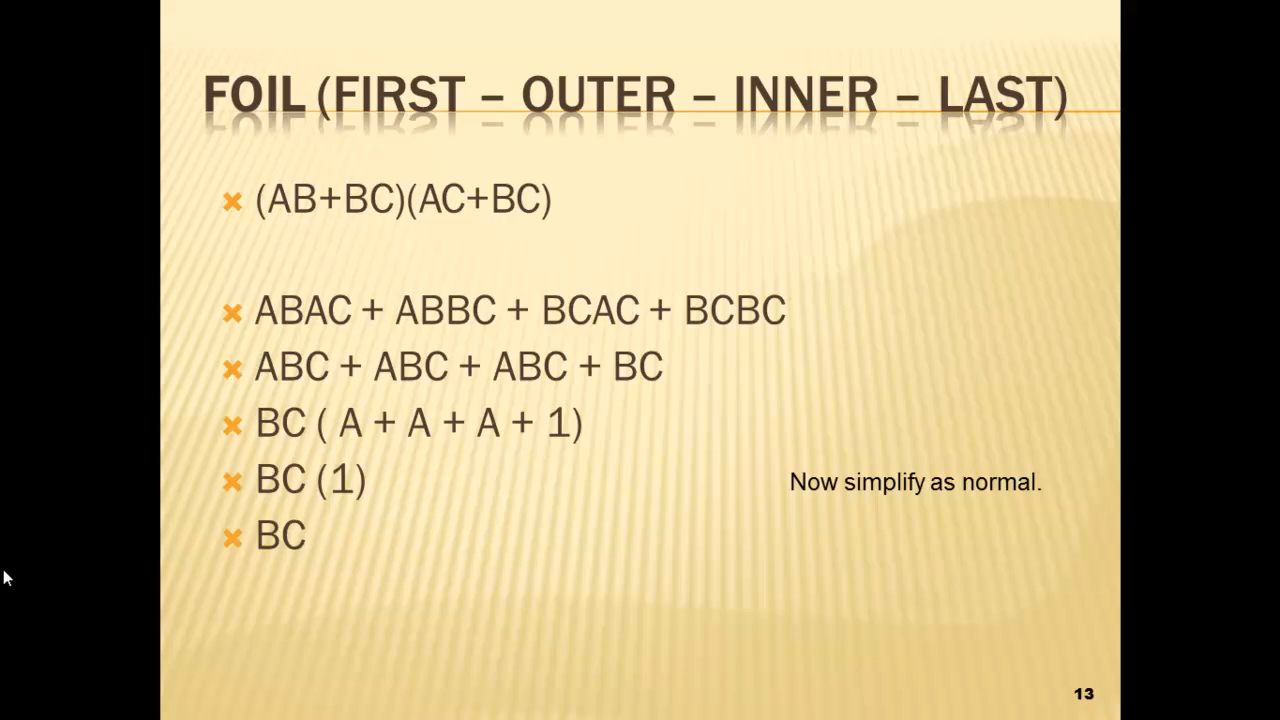 FOIL (FIRST – OUTER – INNER – LAST)
(AB+BC)(AC+BC)
ABAC + ABBC + BCAC + BCBC
ABC + ABC + ABC + BC
BC ( A + A + A + 1)
BC (1)
Now simplify as normal.
BC
13